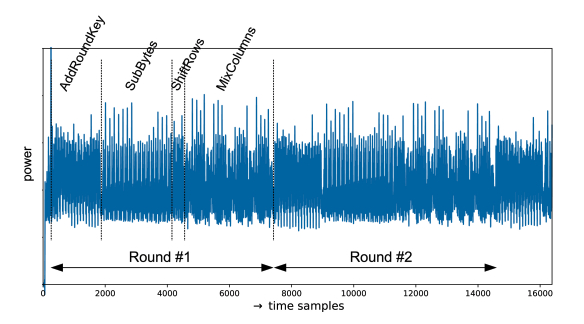 AddRoundKey
SubBytes
ShiftRows
MixColumns
power
Round #1
Round #2
0 2000 4000 6000 8000 10000 12000 14000 16000
→ time samples